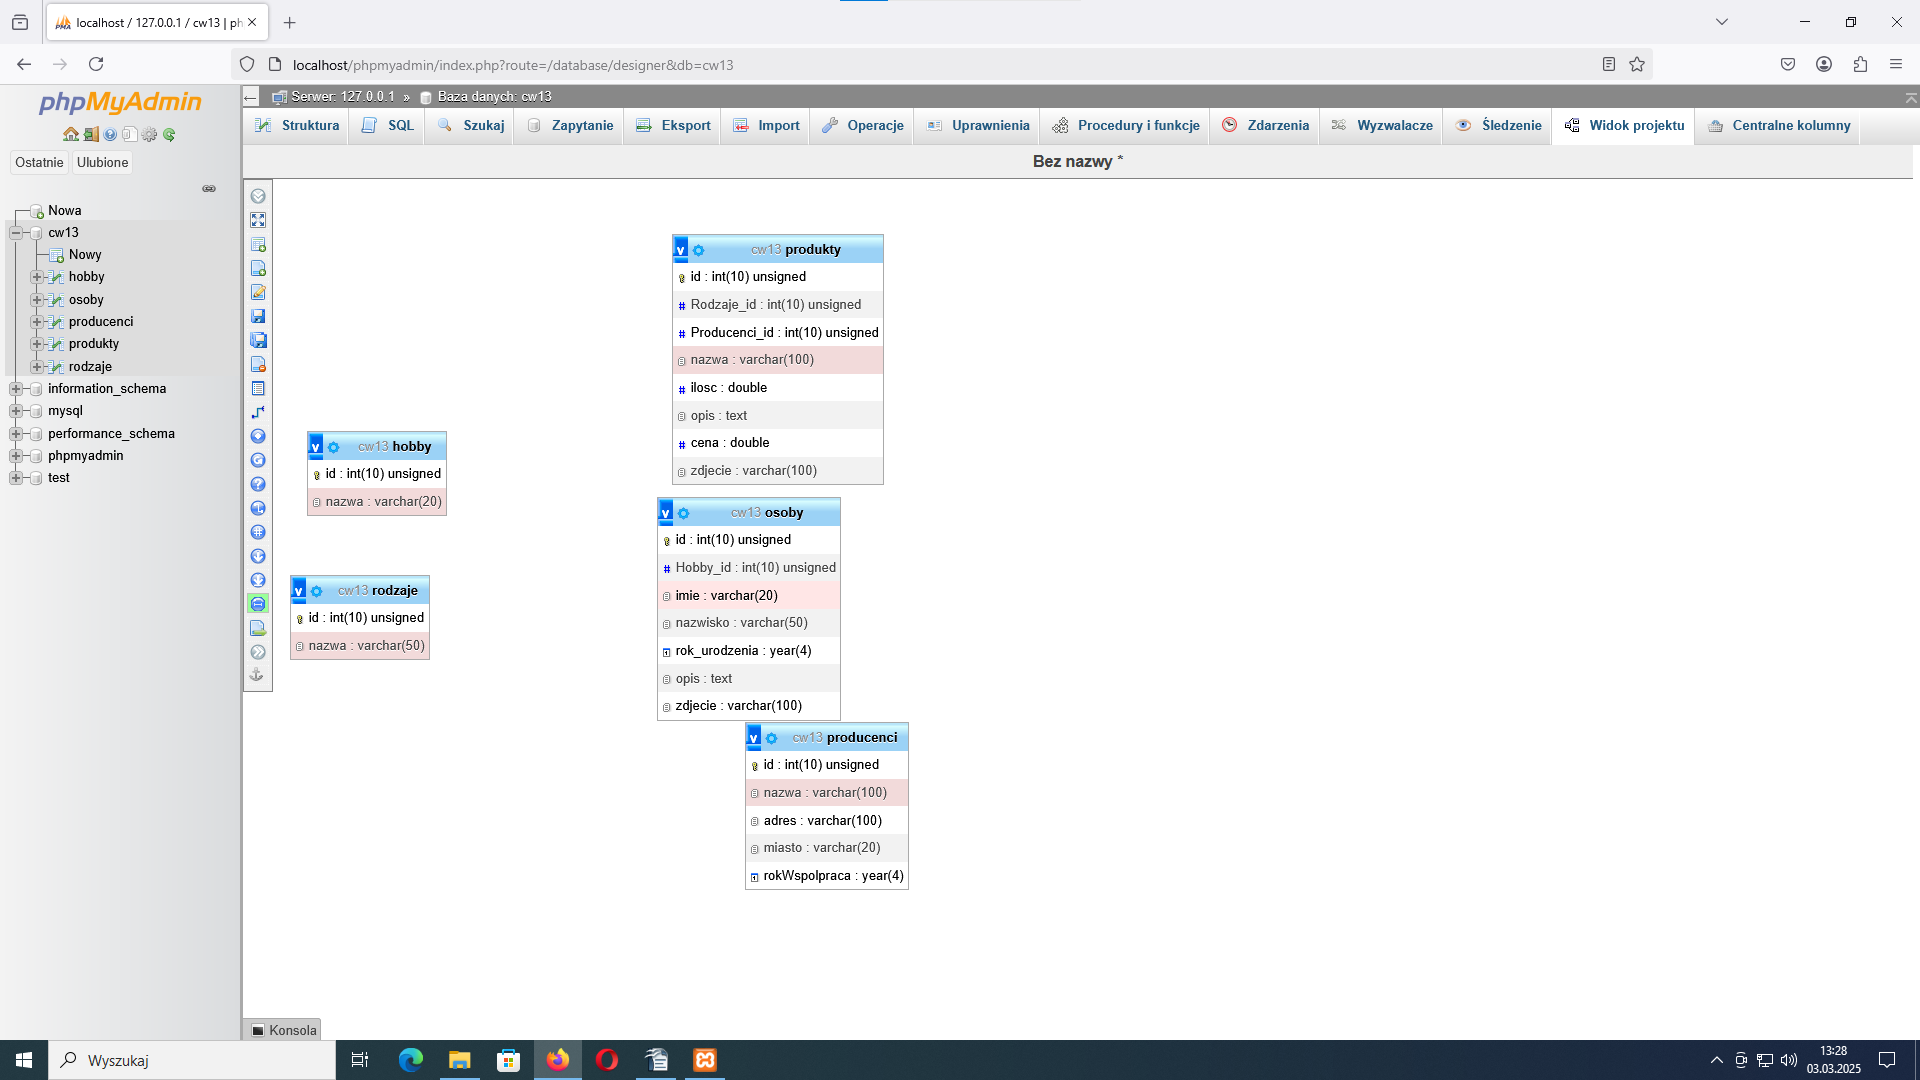 localhost / 127.0.0.1 / cw13 | ph
localhost/phpmyadmin/index.php?route=/database/designer&db=cw13
phpMyAdmin
Ostatnie
Ulubione
Nowa
cw13
Nowy
hobby
osoby
producenci
produkty
rodzaje
information_schema
mysql
performance_schema
phpmyadmin
test
Serwer: 127.0.0.1 » Baza danych: cw13
Struktura
SQL
Szukaj
Zapytanie
Eksport
Import
Operacje
Uprawnienia
Procedury i funkcje
Zdarzenia
Wyzwalacze
Śledzenie
Widok projektu
Centralne kolumny
Bez nazwy *
v cw13 produkty
id : int(10) unsigned
# Rodzaje_id : int(10) unsigned
# Producenci_id : int(10) unsigned
nazwa : varchar(100)
# ilosc : double
opis : text
# cena : double
zdjecie : varchar(100)
v cw13 hobby
id : int(10) unsigned
nazwa : varchar(20)
v cw13 osoby
id : int(10) unsigned
# Hobby_id : int(10) unsigned
imie : varchar(20)
nazwisko : varchar(50)
rok_urodzenia : year(4)
opis : text
zdjecie : varchar(100)
v cw13 rodzaje
id : int(10) unsigned
nazwa : varchar(50)
v cw13 producenci
id : int(10) unsigned
nazwa : varchar(100)
adres : varchar(100)
miasto : varchar(20)
rokWspolpraca : year(4)
Konsola
Wyszukaj
13:28
03.03.2025